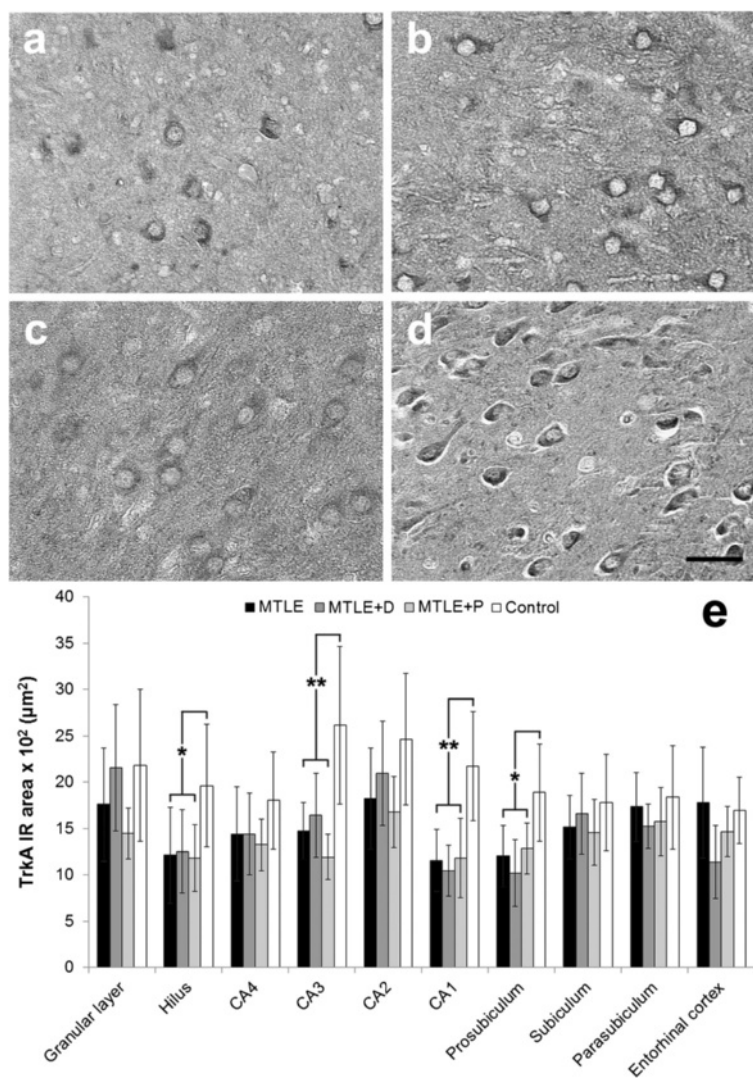 a
b
c
d
e
40
MTLE MTLE+D MTLE+P Control
35
30
25
20
15
10
5
0
TrkA IR area x 10² (µm²)
*
**
**
*
Granular layer
Hilus
CA4
CA3
CA2
CA1
Prosubiculum
Subiculum
Parasubiculum
Entorhinal cortex